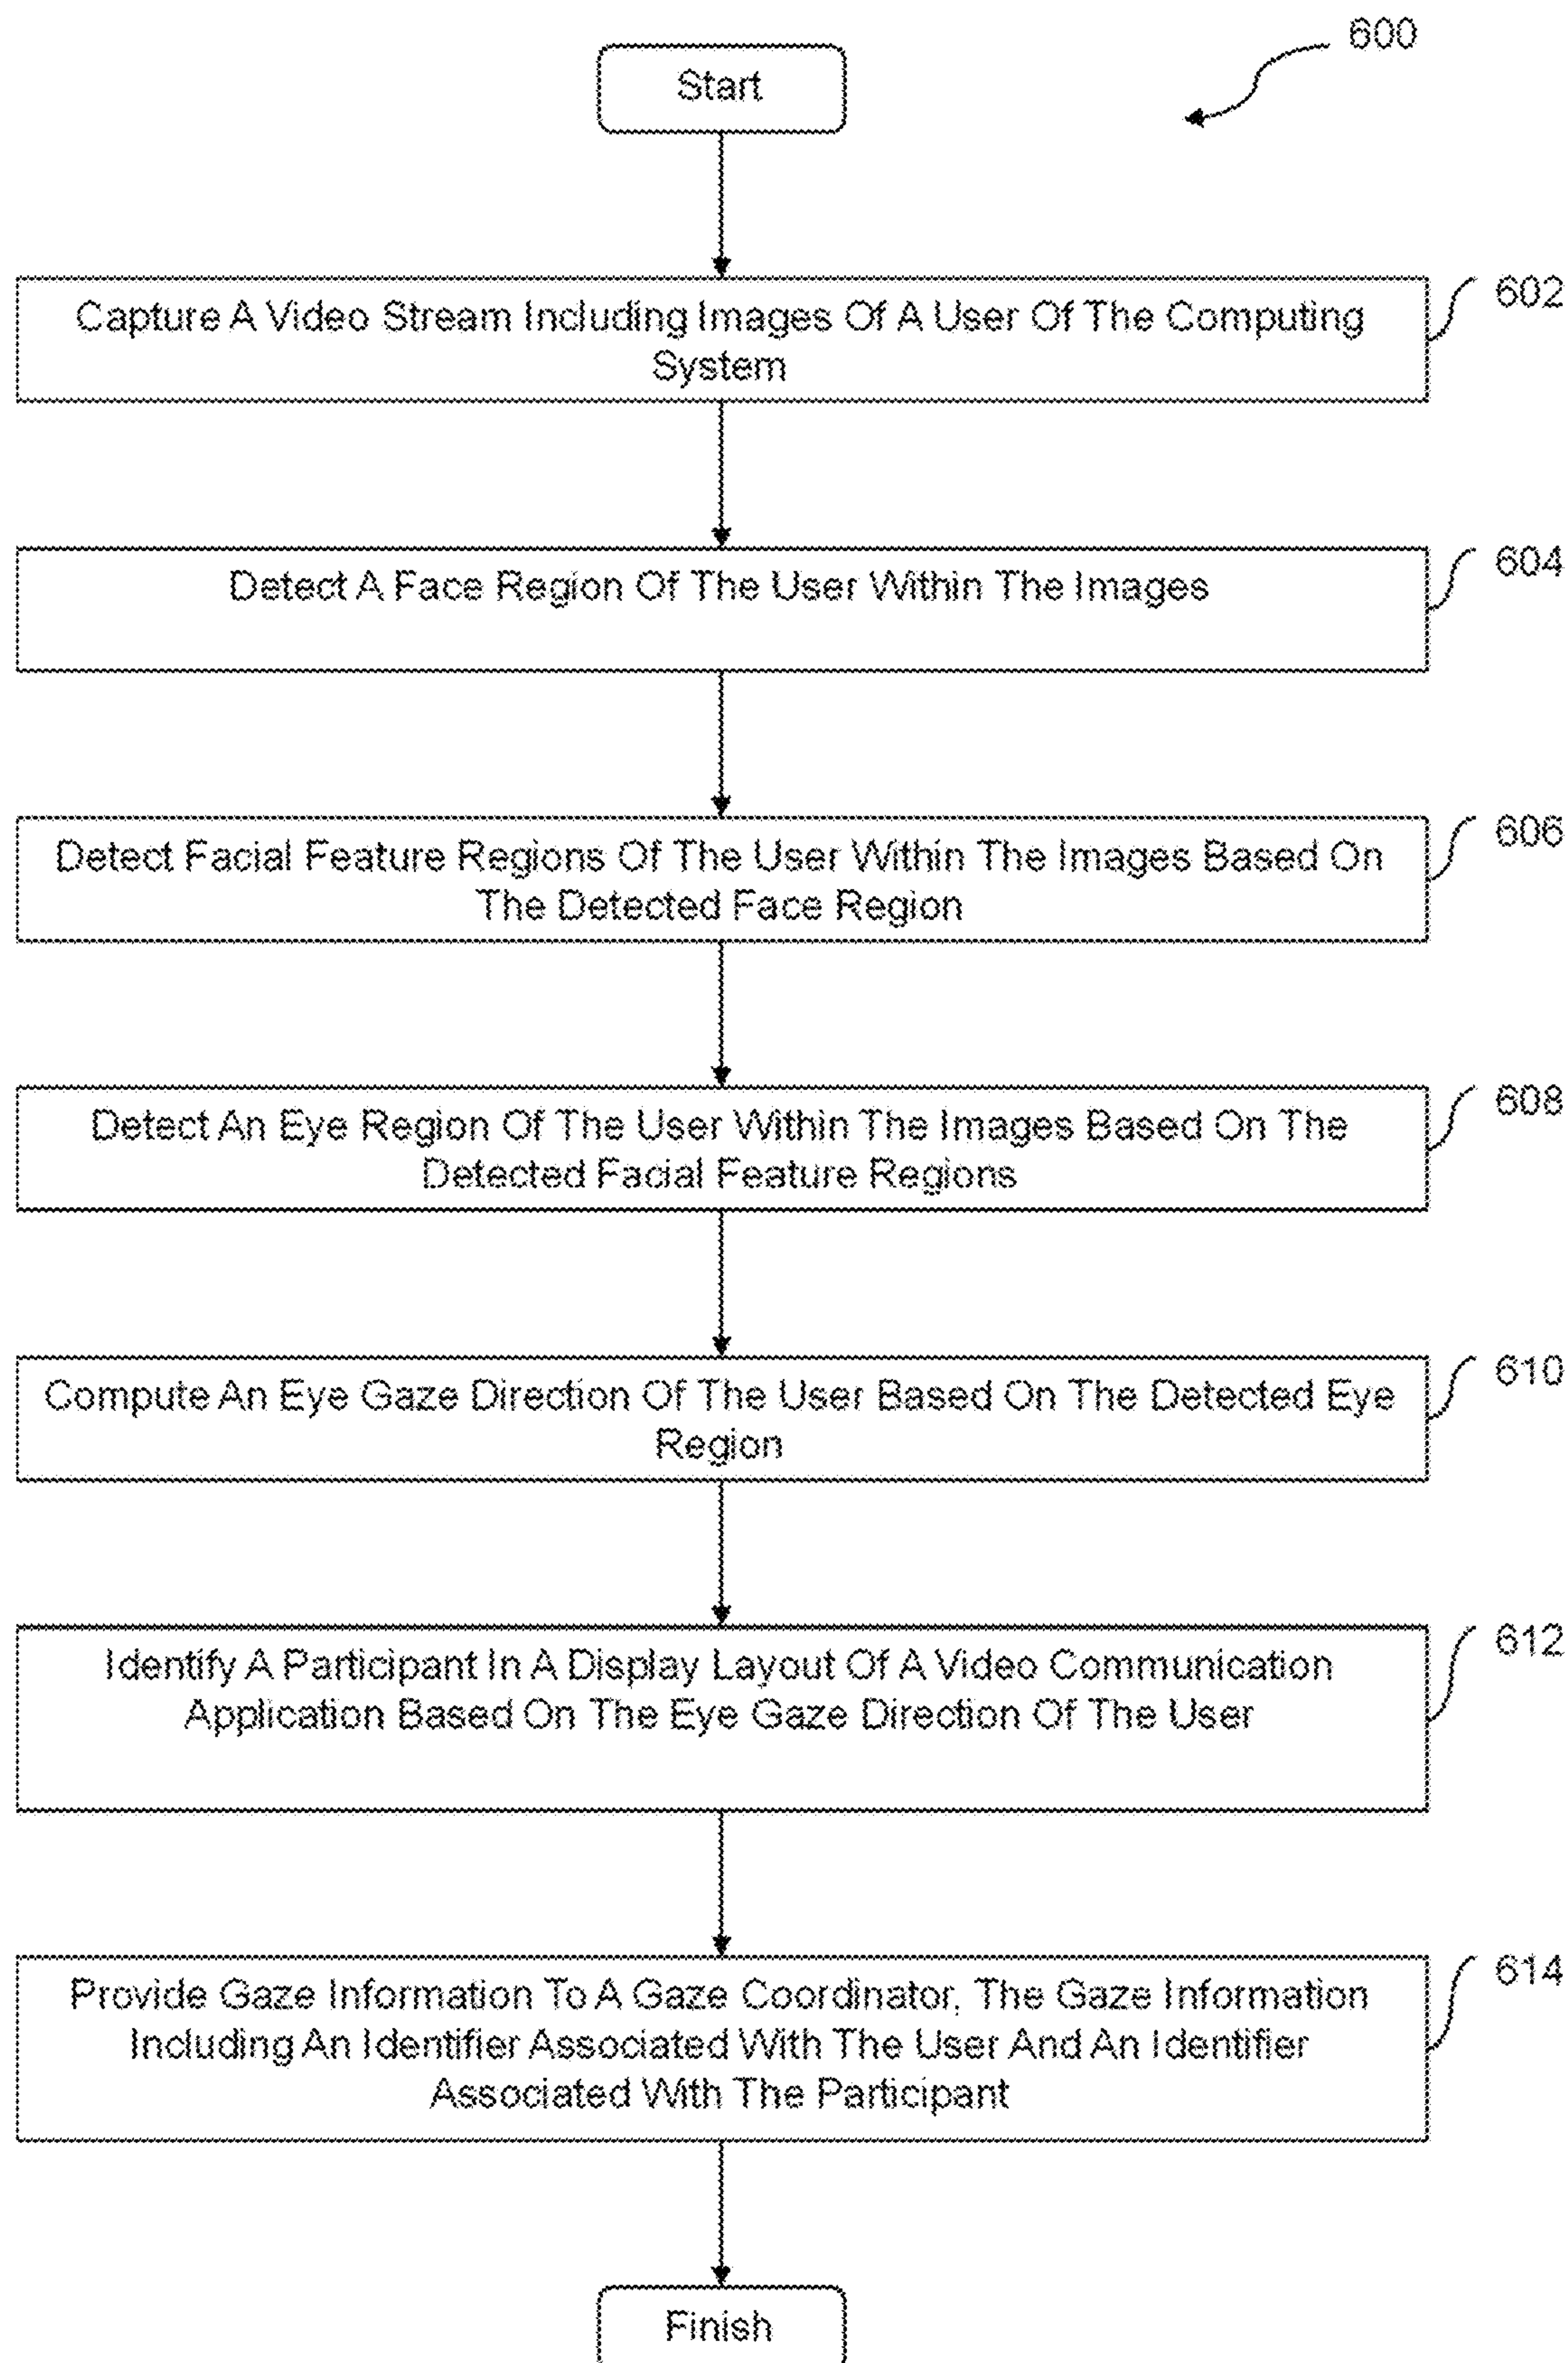 600
Start
602
Capture A Video Stream Including Images Of A User Of The Computing
System
604
Detect A Face Region Of The User Within The Images
606
Detect Facial Feature Regions Of The User Within The Images Based On
The Detected Face Region
608
Detect An Eye Region Of The User Within The Images Based On The
Detected Facial Feature Regions
610
Compute An Eye Gaze Direction Of The User Based On The Detected Eye
Region
612
Identify A Participant In A Display Layout Of A Video Communication
Application Based On The Eye Gaze Direction Of The User
614
Provide Gaze Information To A Gaze Coordinator, The Gaze Information
Including An Identifier Associated With The User And An Identifier
Associated With The Participant
Finish